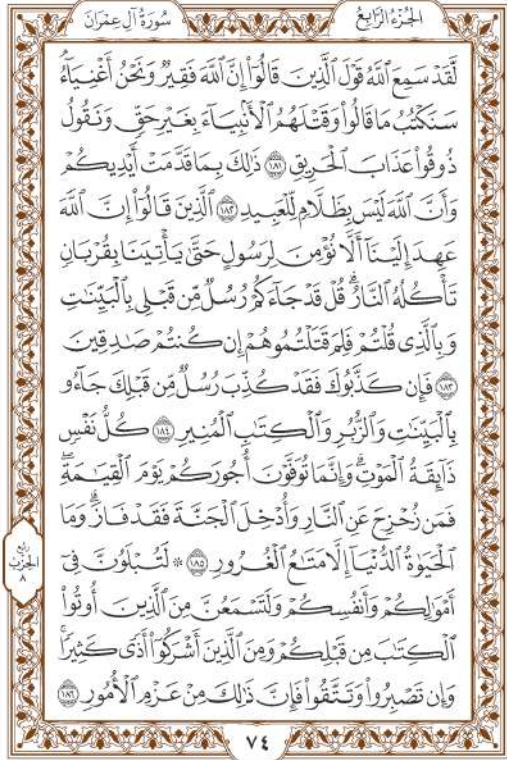 الجزء الرابع
سورة آل عمران
لَّقَدْ سَمِعَ ٱللَّهُ قَوْلَ ٱلَّذِينَ قَالُوٓا۟ إِنَّ ٱللَّهَ فَقِيرٌ وَنَحْنُ أَغْنِيَآءُ
سَنَكْتُبُ مَا قَالُوا۟ وَقَتْلَهُمُ ٱلْأَنۢبِيَآءَ بِغَيْرِ حَقٍّ وَنَقُولُ
ذُوقُوا۟ عَذَابَ ٱلْحَرِيقِ ١٨١ ذَٰلِكَ بِمَا قَدَّمَتْ أَيْدِيكُمْ
وَأَنَّ ٱللَّهَ لَيْسَ بِظَلَّامٍ لِّلْعَبِيدِ ١٨٢ ٱلَّذِينَ قَالُوٓا۟ إِنَّ ٱللَّهَ
عَهِدَ إِلَيْنَآ أَلَّا نُؤْمِنَ لِرَسُولٍ حَتَّىٰ يَأْتِيَنَا بِقُرْبَانٍ
تَأْكُلُهُ ٱلنَّارُ ۗ قُلْ قَدْ جَآءَكُمْ رُسُلٌ مِّن قَبْلِى بِٱلْبَيِّنَٰتِ
وَبِٱلَّذِى قُلْتُمْ فَلِمَ قَتَلْتُمُوهُمْ إِن كُنتُمْ صَٰدِقِينَ
١٨٣ فَإِن كَذَّبُوكَ فَقَدْ كُذِّبَ رُسُلٌ مِّن قَبْلِكَ جَآءُو
بِٱلْبَيِّنَٰتِ وَٱلزُّبُرِ وَٱلْكِتَٰبِ ٱلْمُنِيرِ ١٨٤ كُلُّ نَفْسٍ
ذَآئِقَةُ ٱلْمَوْتِ ۗ وَإِنَّمَا تُوَفَّوْنَ أُجُورَكُمْ يَوْمَ ٱلْقِيَٰمَةِ ۖ
فَمَن زُحْزِحَ عَنِ ٱلنَّارِ وَأُدْخِلَ ٱلْجَنَّةَ فَقَدْ فَازَ ۗ وَمَا
ٱلْحَيَوٰةُ ٱلدُّنْيَآ إِلَّا مَتَٰعُ ٱلْغُرُورِ ١٨٥ ۞ لَتُبْلَوُنَّ فِىٓ
أَمْوَٰلِكُمْ وَأَنفُسِكُمْ وَلَتَسْمَعُنَّ مِنَ ٱلَّذِينَ أُوتُوا۟
ٱلْكِتَٰبَ مِن قَبْلِكُمْ وَمِنَ ٱلَّذِينَ أَشْرَكُوٓا۟ أَذًى كَثِيرًا ۚ
وَإِن تَصْبِرُوا۟ وَتَتَّقُوا۟ فَإِنَّ ذَٰلِكَ مِنْ عَزْمِ ٱلْأُمُورِ ١٨٦
ربع
الحزب
٨
٧٤